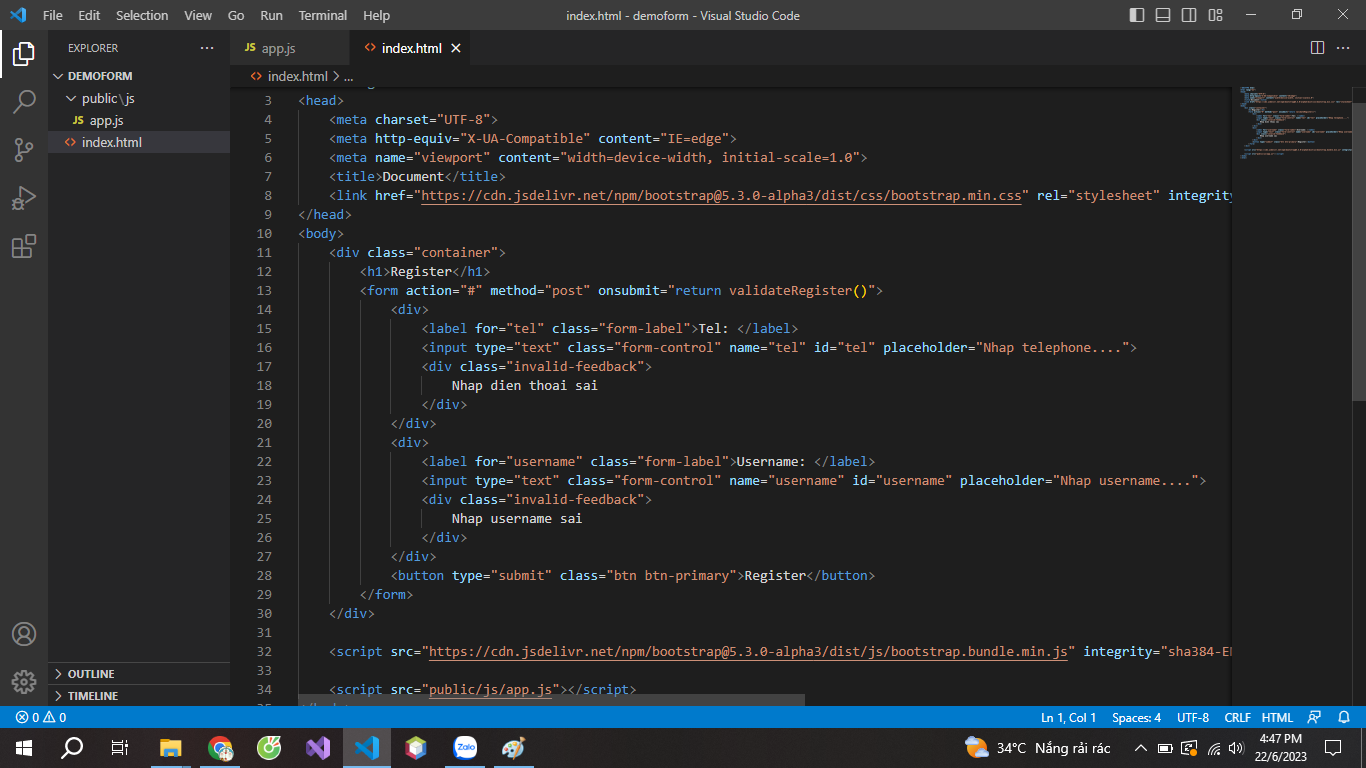 File Edit Selection View Go Run Terminal Help
index.html - demoform - Visual Studio Code
EXPLORER
DEMOFORM
public\js
JS app.js
index.html
OUTLINE
TIMELINE
JS app.js
index.html
index.html > ...
3 <head>
4 <meta charset="UTF-8">
5 <meta http-equiv="X-UA-Compatible" content="IE=edge">
6 <meta name="viewport" content="width=device-width, initial-scale=1.0">
7 <title>Document</title>
8 <link href="https://cdn.jsdelivr.net/npm/bootstrap@5.3.0-alpha3/dist/css/bootstrap.min.css" rel="stylesheet" integrity
9 </head>
10 <body>
11 <div class="container">
12 <h1>Register</h1>
13 <form action="#" method="post" onsubmit="return validateRegister()">
14 <div>
15 <label for="tel" class="form-label">Tel: </label>
16 <input type="text" class="form-control" name="tel" id="tel" placeholder="Nhap telephone....">
17 <div class="invalid-feedback">
18 Nhap dien thoai sai
19 </div>
20 </div>
21 <div>
22 <label for="username" class="form-label">Username: </label>
23 <input type="text" class="form-control" name="username" id="username" placeholder="Nhap username....">
24 <div class="invalid-feedback">
25 Nhap username sai
26 </div>
27 </div>
28 <button type="submit" class="btn btn-primary">Register</button>
29 </form>
30 </div>
31
32 <script src="https://cdn.jsdelivr.net/npm/bootstrap@5.3.0-alpha3/dist/js/bootstrap.bundle.min.js" integrity="sha384-
33
34 <script src="public/js/app.js"></script>
0 0
Ln 1, Col 1 Spaces: 4 UTF-8 CRLF HTML
Zalo
34°C Nắng rải rác
4:47 PM
22/6/2023